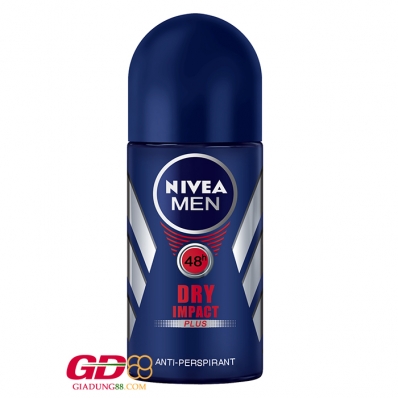 NIVEA
MEN
48h
DRY
IMPACT
PLUS
ANTI-PERSPIRANT
GD88
GIADUNG88.COM